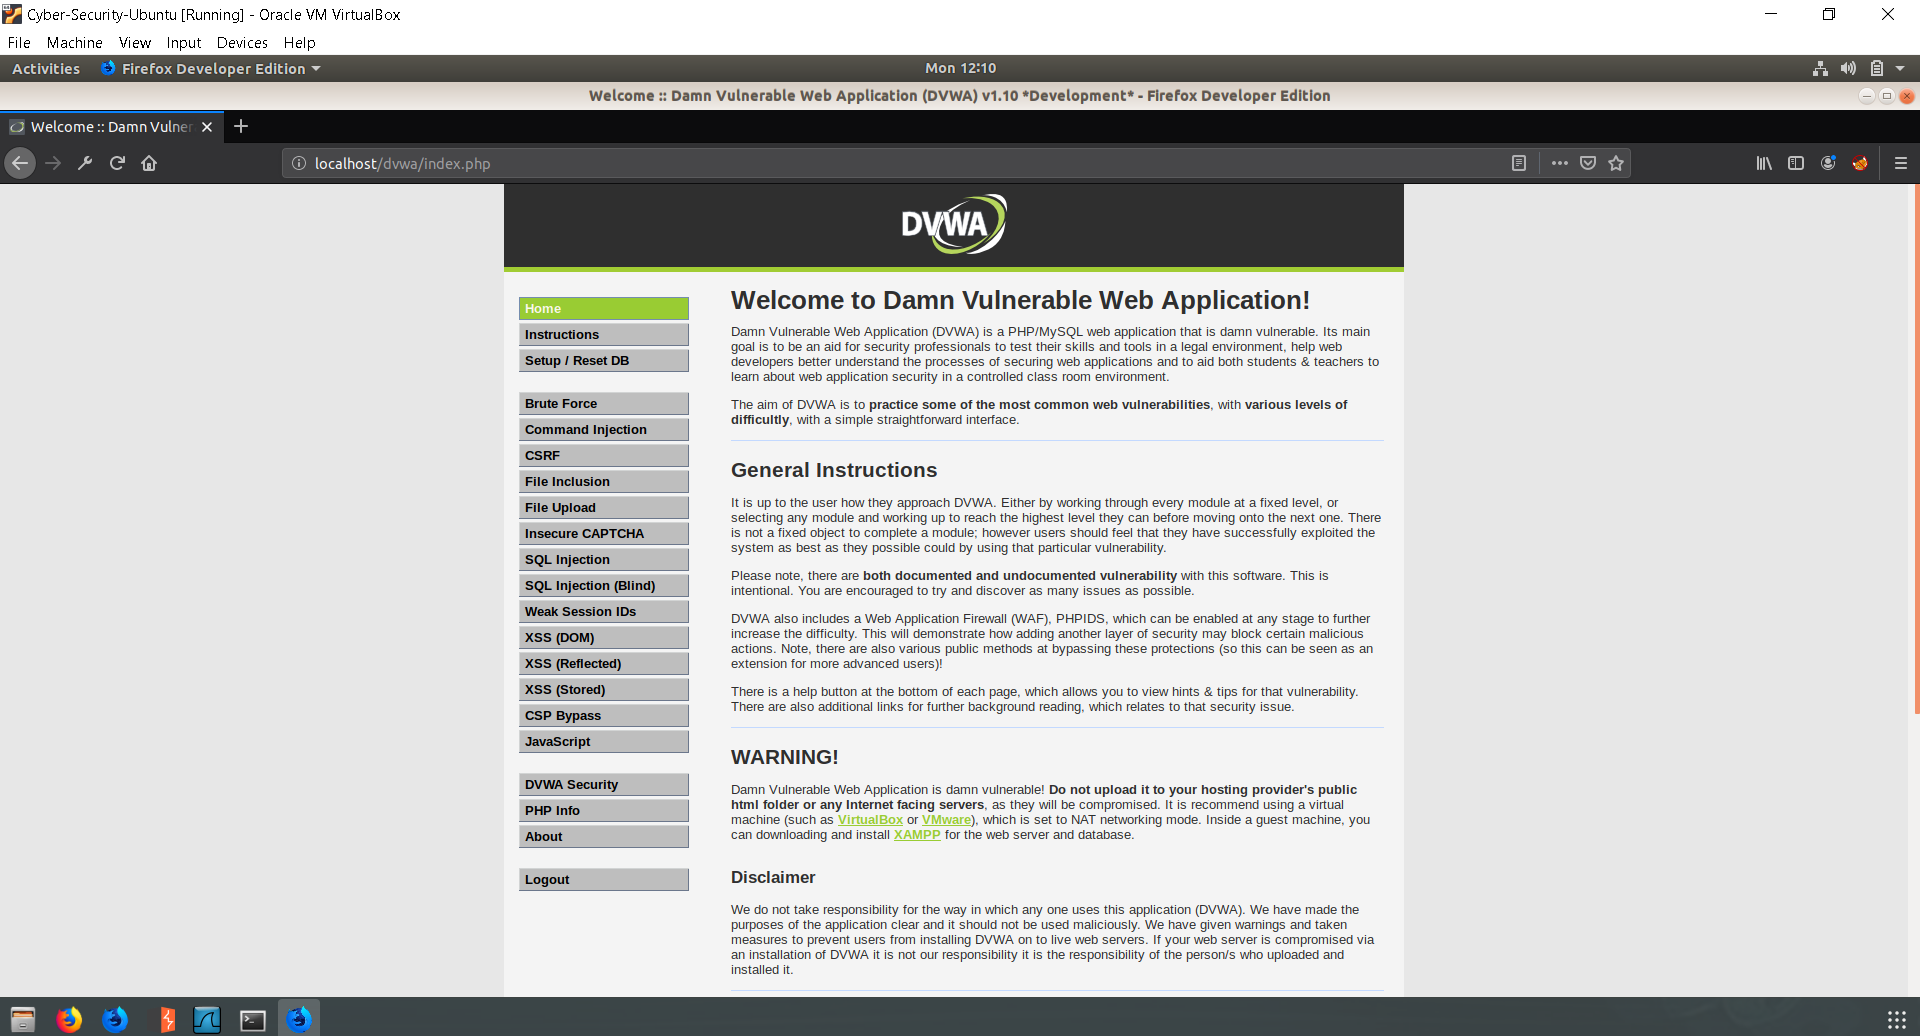 Cyber-Security-Ubuntu [Running] - Oracle VM VirtualBox
File Machine View Input Devices Help
Activities Firefox Developer Edition Mon 12:10
Welcome :: Damn Vulnerable Web Application (DVWA) v1.10 *Development* - Firefox Developer Edition
Welcome :: Damn Vulner
localhost/dvwa/index.php
DVWA
Home
Instructions
Setup / Reset DB
Brute Force
Command Injection
CSRF
File Inclusion
File Upload
Insecure CAPTCHA
SQL Injection
SQL Injection (Blind)
Weak Session IDs
XSS (DOM)
XSS (Reflected)
XSS (Stored)
CSP Bypass
JavaScript
DVWA Security
PHP Info
About
Logout
Welcome to Damn Vulnerable Web Application!
Damn Vulnerable Web Application (DVWA) is a PHP/MySQL web application that is damn vulnerable. Its main
goal is to be an aid for security professionals to test their skills and tools in a legal environment, help web
developers better understand the processes of securing web applications and to aid both students & teachers to
learn about web application security in a controlled class room environment.
The aim of DVWA is to practice some of the most common web vulnerabilities, with various levels of
difficultly, with a simple straightforward interface.
General Instructions
It is up to the user how they approach DVWA. Either by working through every module at a fixed level, or
selecting any module and working up to reach the highest level they can before moving onto the next one. There
is not a fixed object to complete a module; however users should feel that they have successfully exploited the
system as best as they possible could by using that particular vulnerability.
Please note, there are both documented and undocumented vulnerability with this software. This is
intentional. You are encouraged to try and discover as many issues as possible.
DVWA also includes a Web Application Firewall (WAF), PHPIDS, which can be enabled at any stage to further
increase the difficulty. This will demonstrate how adding another layer of security may block certain malicious
actions. Note, there are also various public methods at bypassing these protections (so this can be seen as an
extension for more advanced users)!
There is a help button at the bottom of each page, which allows you to view hints & tips for that vulnerability.
There are also additional links for further background reading, which relates to that security issue.
WARNING!
Damn Vulnerable Web Application is damn vulnerable! Do not upload it to your hosting provider's public
html folder or any Internet facing servers, as they will be compromised. It is recommend using a virtual
machine (such as VirtualBox or VMware), which is set to NAT networking mode. Inside a guest machine, you
can downloading and install XAMPP for the web server and database.
Disclaimer
We do not take responsibility for the way in which any one uses this application (DVWA). We have made the
purposes of the application clear and it should not be used maliciously. We have given warnings and taken
measures to prevent users from installing DVWA on to live web servers. If your web server is compromised via
an installation of DVWA it is not our responsibility it is the responsibility of the person/s who uploaded and
installed it.